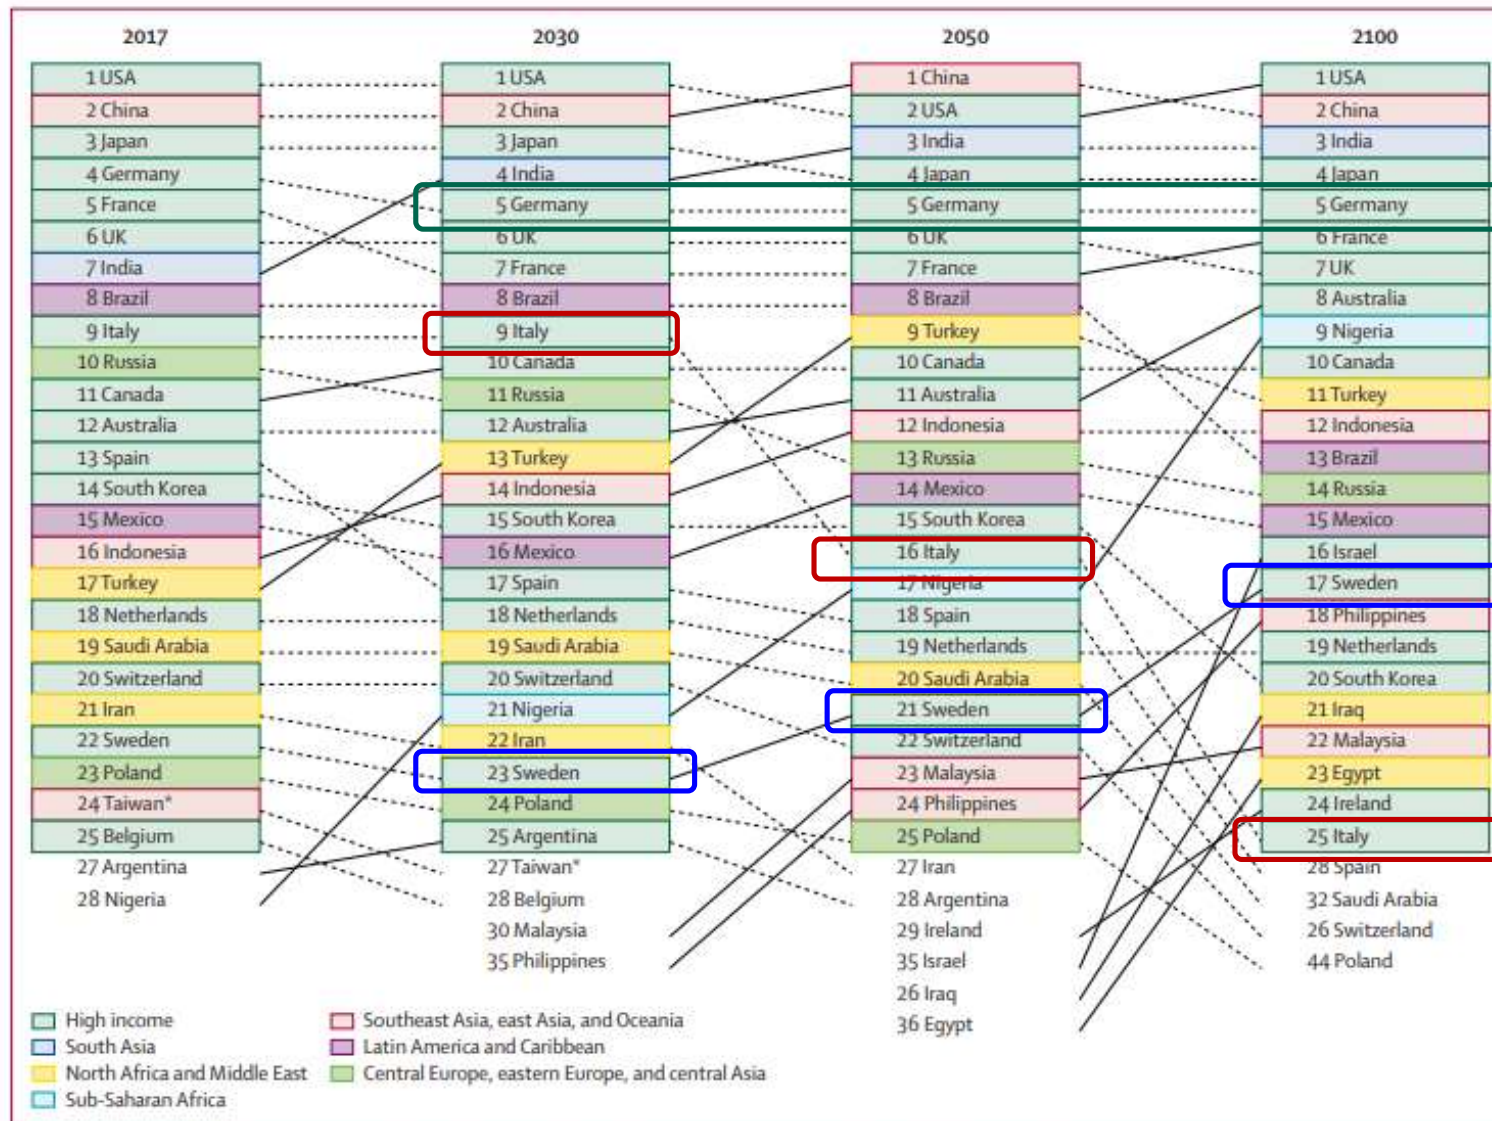 2017
1 USA
2 China
3 Japan
4 Germany
5 France
6 UK
7 India
8 Brazil
9 Italy
10 Russia
11 Canada
12 Australia
13 Spain
14 South Korea
15 Mexico
16 Indonesia
17 Turkey
18 Netherlands
19 Saudi Arabia
20 Switzerland
21 Iran
22 Sweden
23 Poland
24 Taiwan*
25 Belgium
27 Argentina
28 Nigeria
2030
1 USA
2 China
3 Japan
4 India
5 Germany
6 UK
7 France
8 Brazil
9 Italy
10 Canada
11 Russia
12 Australia
13 Turkey
14 Indonesia
15 South Korea
16 Mexico
17 Spain
18 Netherlands
19 Saudi Arabia
20 Switzerland
21 Nigeria
22 Iran
23 Sweden
24 Poland
25 Argentina
27 Taiwan*
28 Belgium
30 Malaysia
35 Philippines
2050
1 China
2 USA
3 India
4 Japan
5 Germany
6 UK
7 France
8 Brazil
9 Turkey
10 Canada
11 Australia
12 Indonesia
13 Russia
14 Mexico
15 South Korea
16 Italy
17 Nigeria
18 Spain
19 Netherlands
20 Saudi Arabia
21 Sweden
22 Switzerland
23 Malaysia
24 Philippines
25 Poland
27 Iran
28 Argentina
29 Ireland
35 Israel
26 Iraq
36 Egypt
2100
1 USA
2 China
3 India
4 Japan
5 Germany
6 France
7 UK
8 Australia
9 Nigeria
10 Canada
11 Turkey
12 Indonesia
13 Brazil
14 Russia
15 Mexico
16 Israel
17 Sweden
18 Philippines
19 Netherlands
20 South Korea
21 Iraq
22 Malaysia
23 Egypt
24 Ireland
25 Italy
28 Spain
32 Saudi Arabia
26 Switzerland
44 Poland
High income
South Asia
North Africa and Middle East
Sub-Saharan Africa
Southeast Asia, east Asia, and Oceania
Latin America and Caribbean
Central Europe, eastern Europe, and central Asia